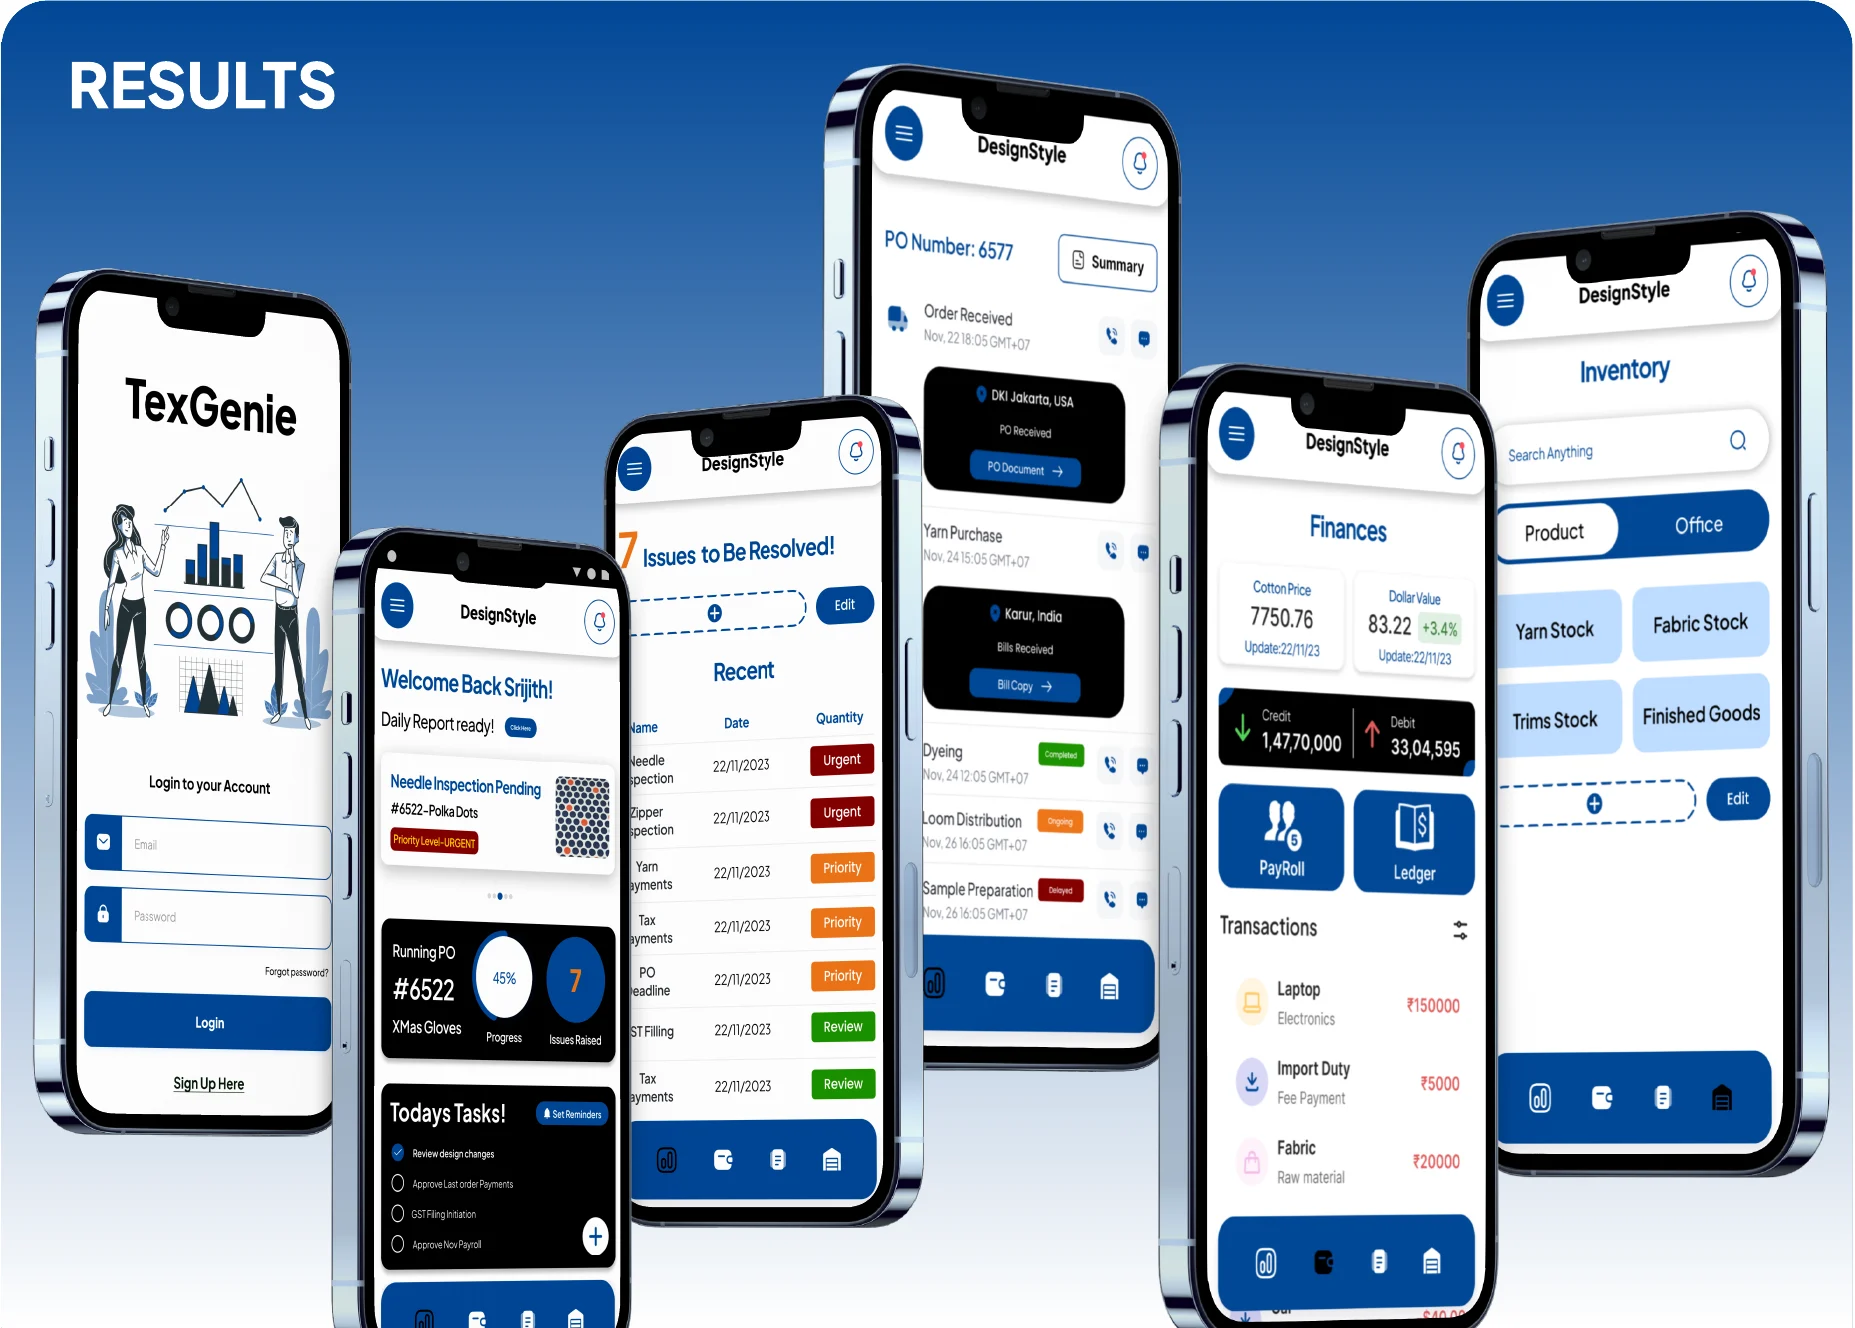 RESULTS
TexGenie
Login to your Account
Email
Password
Forgot password?
Login
Sign Up Here
DesignStyle
Welcome Back Srijith!
Daily Report ready!
Click Here
Needle Inspection Pending
#6522-Polka Dots
Priority Level-URGENT
Running PO
#6522
XMas Gloves
45%
Progress
7
Issues Raised
Todays Tasks!
Set Reminders
Review design changes
Approve Last order Payments
GST Filing Initiation
Approve Nov Payroll
DesignStyle
7 Issues to Be Resolved!
Edit
Recent
Name Date Quantity
Needle
spection
22/11/2023
Urgent
Zipper
spection
22/11/2023
Urgent
Yarn
ayments
22/11/2023
Priority
Tax
ayments
22/11/2023
Priority
PO
eadline
22/11/2023
Priority
ST Filling
22/11/2023
Review
Tax
ayments
22/11/2023
Review
DesignStyle
PO Number: 6577
Summary
Order Received
Nov, 22 18:05 GMT+07
DKI Jakarta, USA
PO Received
PO Document
Yarn Purchase
Nov, 24 15:05 GMT+07
Karur, India
Bills Received
Bill Copy
Dyeing
Completed
Nov, 24 12:05 GMT+07
Loom Distribution
Ongoing
Nov, 26 16:05 GMT+07
Sample Preparation
Delayed
Nov, 26 16:05 GMT+07
DesignStyle
Finances
Cotton Price
7750.76
Update:22/11/23
Dollar Value
83.22 +3.4%
Update:22/11/23
Credit
1,47,70,000
Debit
33,04,595
5
PayRoll
Ledger
Transactions
Laptop
Electronics
₹150000
Import Duty
Fee Payment
₹5000
Fabric
Raw material
₹20000
DesignStyle
Inventory
Search Anything
Product
Office
Yarn Stock
Fabric Stock
Trims Stock
Finished Goods
Edit